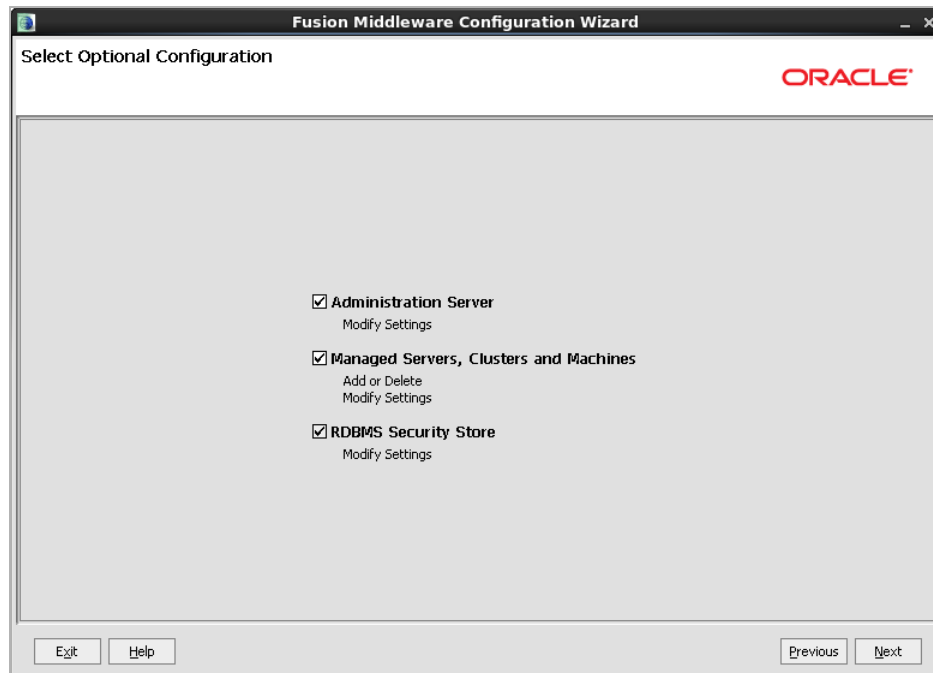 Fusion Middleware Configuration Wizard
Select Optional Configuration
ORACLE
Administration Server
Modify Settings
Managed Servers, Clusters and Machines
Add or Delete
Modify Settings
RDBMS Security Store
Modify Settings
Exit Help Previous Next